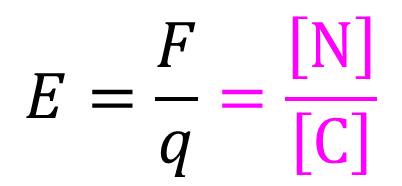 E = F/q = [N]/[C]